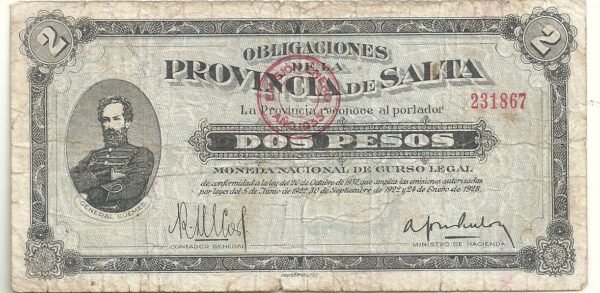 2
2
OBLIGACIONES
DE LA
PROVINCIA DE SALTA
La Provincia reconoce al portador
231867
DOS PESOS
MONEDA NACIONAL DE CURSO LEGAL
de conformidad a la ley del 20 de Octubre de 1932, que amplia las emisiones autorizadas
por leyes del 5 de Junio de 1922, 30 de Septiembre de 1922 y 24 de Enero de 1928.
GENERAL GUEMES
CONTADOR GENERAL
MINISTRO DE HACIENDA